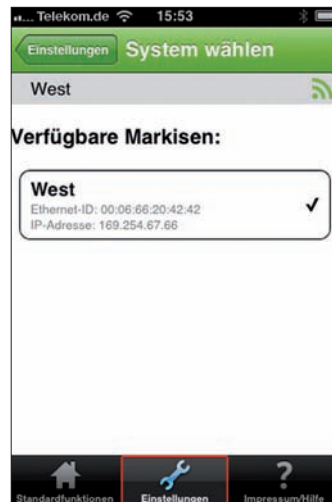 ... Telekom.de 15:53
Einstellungen System wählen
West
Verfügbare Markisen:
West
Ethernet-ID: 00:06:66:20:42:42
IP-Adresse: 169.254.67.66
Standardfunktionen Einstellungen Impressum/Hilfe